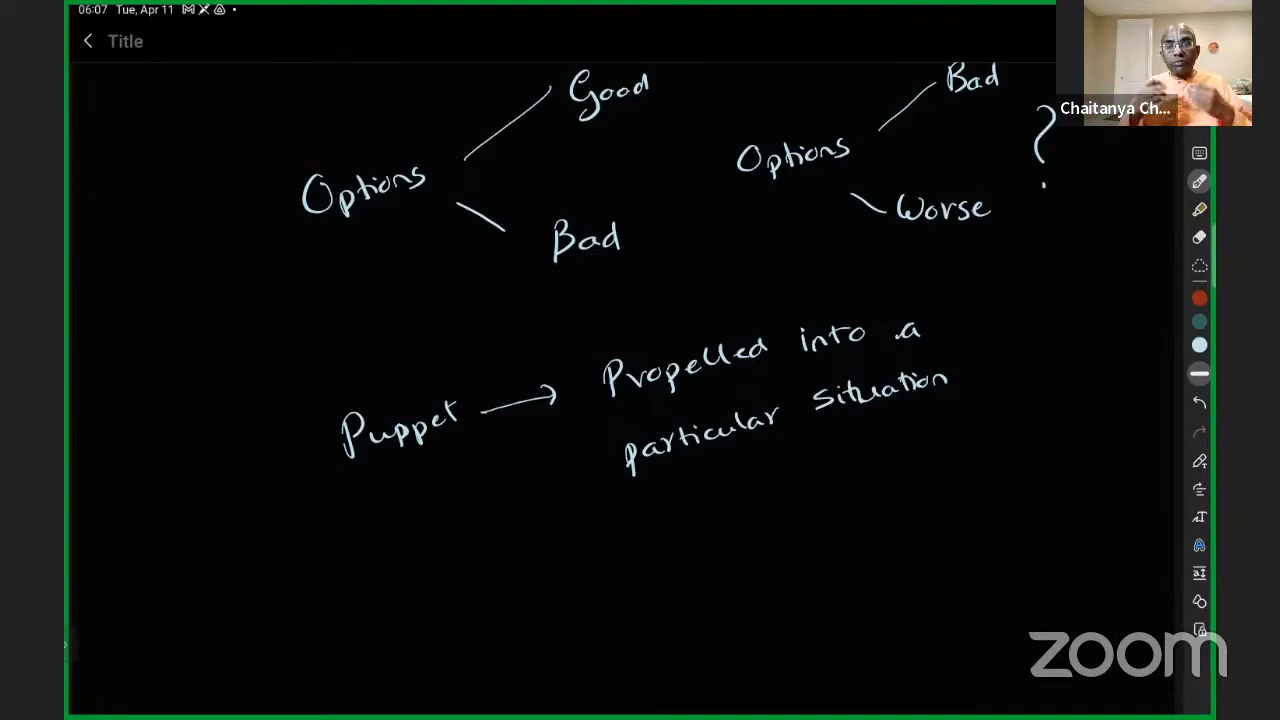 06:07 Tue, Apr 11
Title
Good
Options
Bad
Bad
Options
?
Worse
Propelled into a
Puppet → particular situation
Chaitanya Ch...
zoom